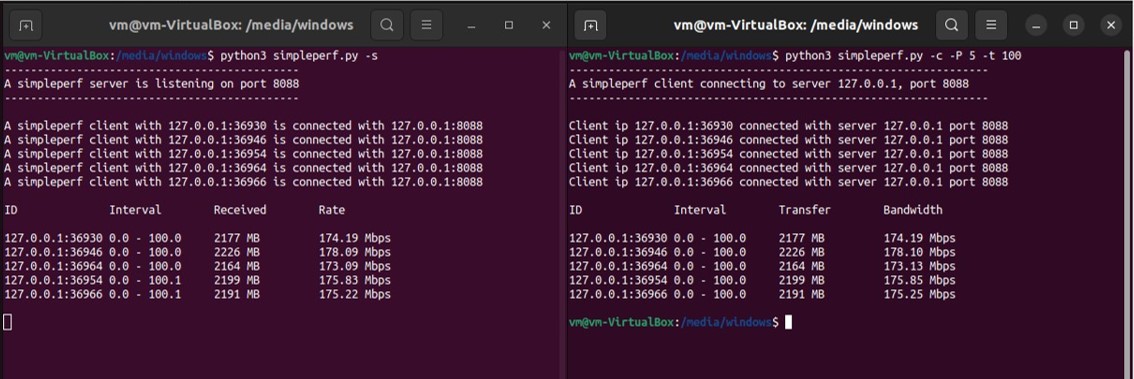 vm@vm-VirtualBox: /media/windows
vm@vm-VirtualBox:/media/windows$ python3 simpleperf.py -s
-------------------------------------------
A simpleperf server is listening on port 8088
-------------------------------------------
A simpleperf client with 127.0.0.1:36930 is connected with 127.0.0.1:8088
A simpleperf client with 127.0.0.1:36946 is connected with 127.0.0.1:8088
A simpleperf client with 127.0.0.1:36954 is connected with 127.0.0.1:8088
A simpleperf client with 127.0.0.1:36964 is connected with 127.0.0.1:8088
A simpleperf client with 127.0.0.1:36966 is connected with 127.0.0.1:8088
ID Interval Received Rate
127.0.0.1:36930 0.0 - 100.0 2177 MB 174.19 Mbps
127.0.0.1:36946 0.0 - 100.0 2226 MB 178.09 Mbps
127.0.0.1:36964 0.0 - 100.0 2164 MB 173.09 Mbps
127.0.0.1:36954 0.0 - 100.1 2199 MB 175.83 Mbps
127.0.0.1:36966 0.0 - 100.1 2191 MB 175.22 Mbps
vm@vm-VirtualBox: /media/windows
vm@vm-VirtualBox:/media/windows$ python3 simpleperf.py -c -P 5 -t 100
-------------------------------------------------------------
A simpleperf client connecting to server 127.0.0.1, port 8088
-------------------------------------------------------------
Client ip 127.0.0.1:36930 connected with server 127.0.0.1 port 8088
Client ip 127.0.0.1:36946 connected with server 127.0.0.1 port 8088
Client ip 127.0.0.1:36954 connected with server 127.0.0.1 port 8088
Client ip 127.0.0.1:36964 connected with server 127.0.0.1 port 8088
Client ip 127.0.0.1:36966 connected with server 127.0.0.1 port 8088
ID Interval Transfer Bandwidth
127.0.0.1:36930 0.0 - 100.0 2177 MB 174.19 Mbps
127.0.0.1:36946 0.0 - 100.0 2226 MB 178.10 Mbps
127.0.0.1:36964 0.0 - 100.0 2164 MB 173.13 Mbps
127.0.0.1:36954 0.0 - 100.0 2199 MB 175.85 Mbps
127.0.0.1:36966 0.0 - 100.0 2191 MB 175.25 Mbps
vm@vm-VirtualBox:/media/windows$